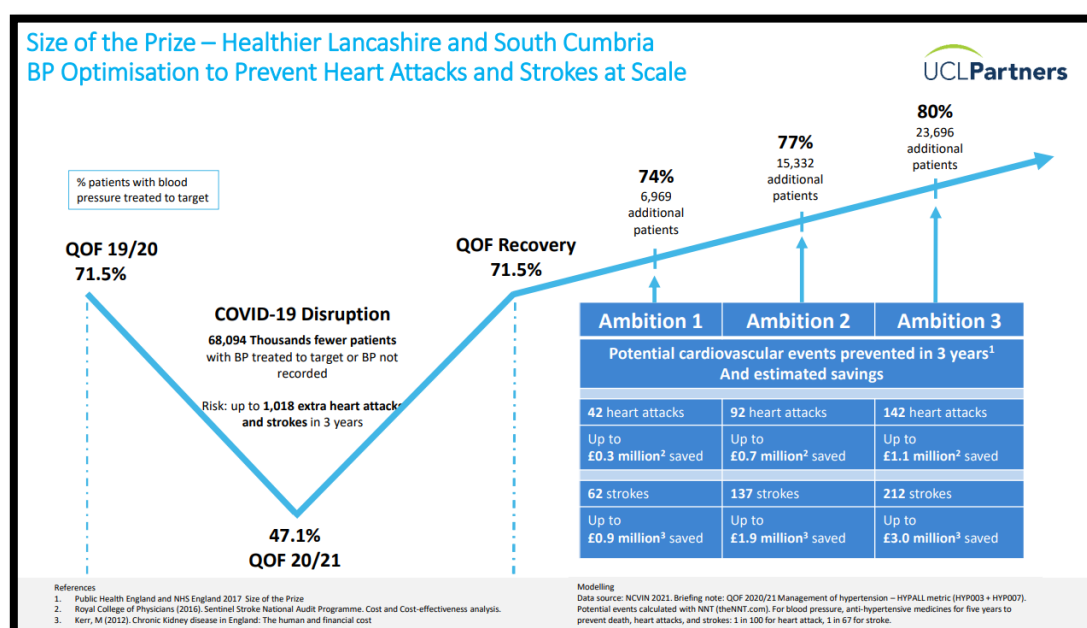 Size of the Prize – Healthier Lancashire and South Cumbria
BP Optimisation to Prevent Heart Attacks and Strokes at Scale
UCLPartners
% patients with blood
pressure treated to target
QOF 19/20
71.5%
COVID-19 Disruption
68,094 Thousands fewer patients
with BP treated to target or BP not
recorded
Risk: up to 1,018 extra heart attacks
and strokes in 3 years
47.1%
QOF 20/21
QOF Recovery
71.5%
74%
6,969
additional
patients
77%
15,332
additional
patients
80%
23,696
additional
patients
Ambition 1 Ambition 2 Ambition 3
Potential cardiovascular events prevented in 3 years1
And estimated savings
42 heart attacks 92 heart attacks 142 heart attacks
Up to Up to Up to
£0.3 million2 saved £0.7 million2 saved £1.1 million2 saved
62 strokes 137 strokes 212 strokes
Up to Up to Up to
£0.9 million3 saved £1.9 million3 saved £3.0 million3 saved
References
1. Public Health England and NHS England 2017 Size of the Prize
2. Royal College of Physicians (2016). Sentinel Stroke National Audit Programme. Cost and Cost-effectiveness analysis.
3. Kerr, M (2012). Chronic Kidney disease in England: The human and financial cost
Modelling
Data source: NCVIN 2021. Briefing note: QOF 2020/21 Management of hypertension – HYPALL metric (HYP003 + HYP007).
Potential events calculated with NNT (theNNT.com). For blood pressure, anti-hypertensive medicines for five years to
prevent death, heart attacks, and strokes: 1 in 100 for heart attack, 1 in 67 for stroke.